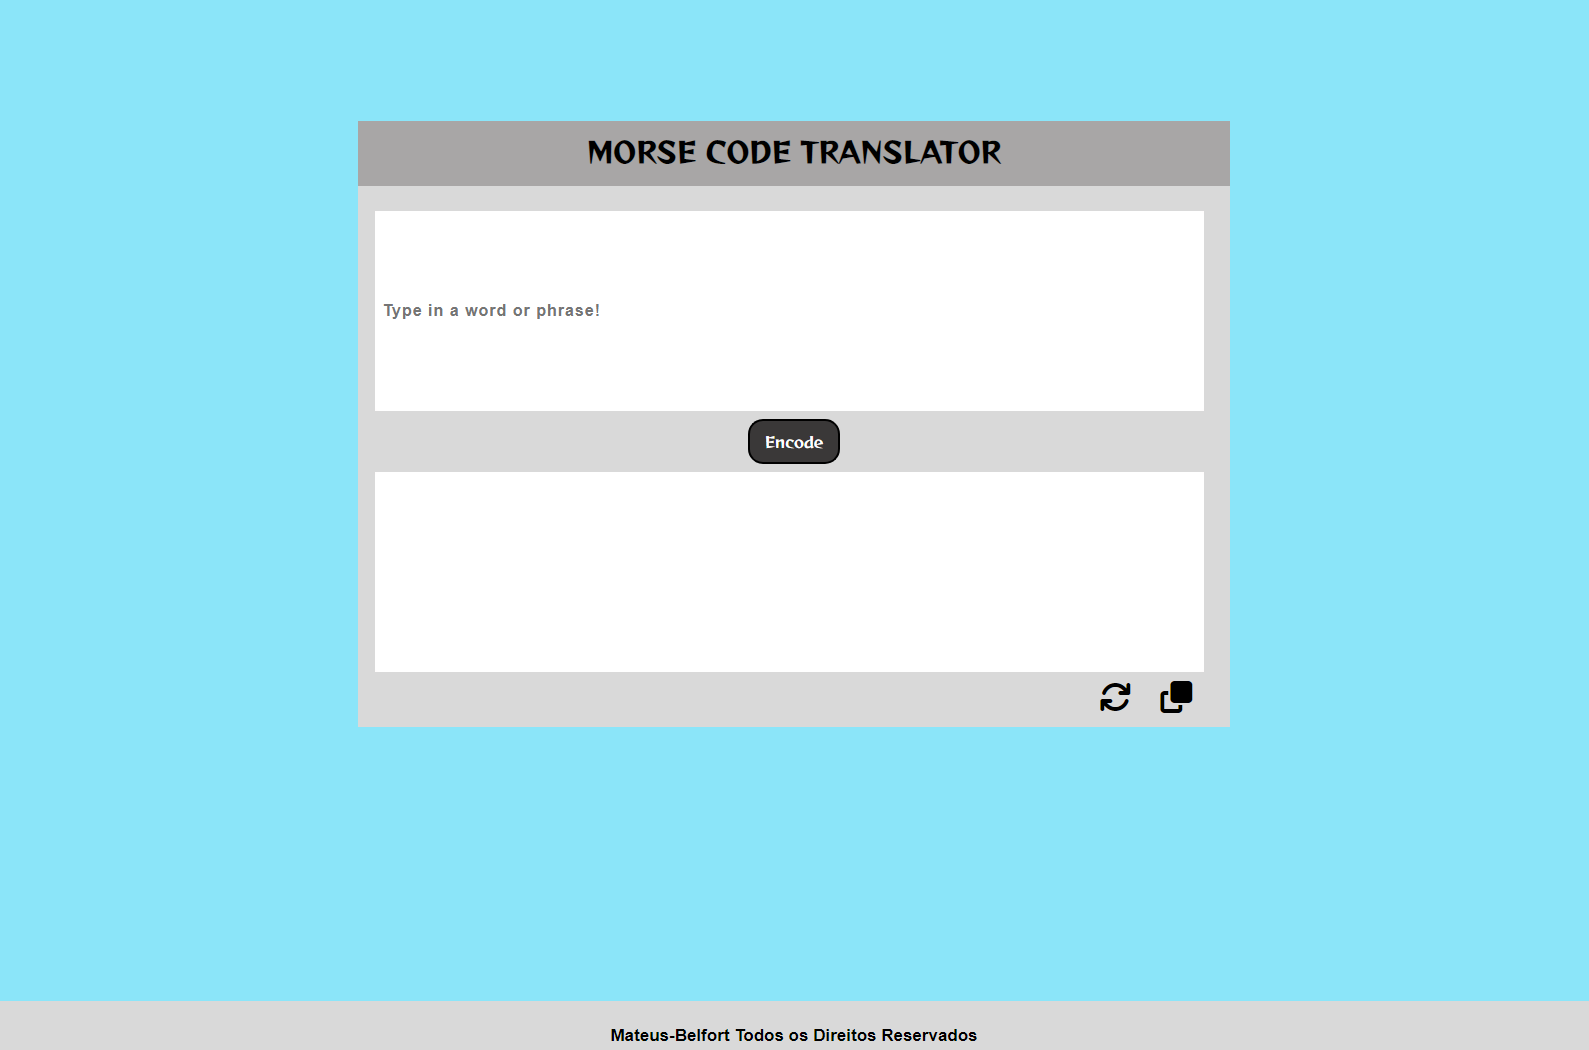 MORSE CODE TRANSLATOR
Type in a word or phrase!
Encode
Mateus-Belfort Todos os Direitos Reservados